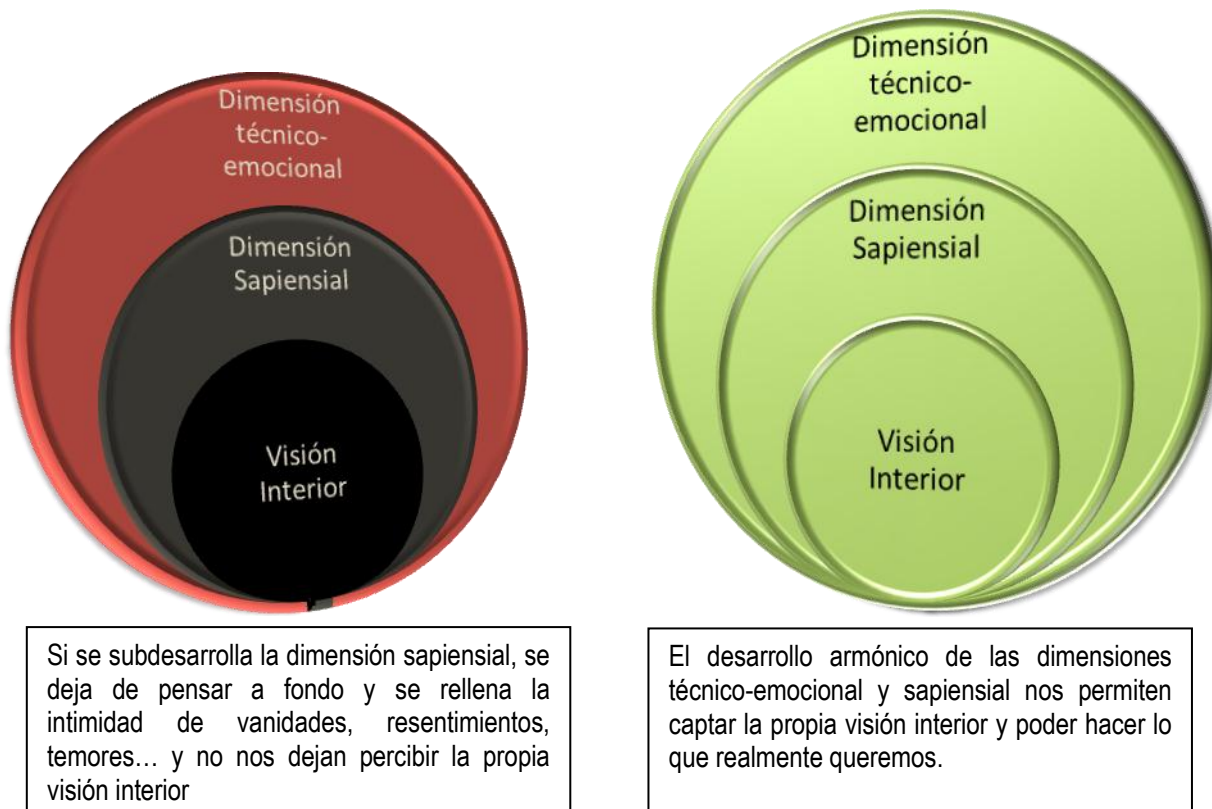 Dimensión
técnico-
emocional
Dimensión
Sapiensial
Visión
Interior
Si se subdesarrolla la dimensión sapiensial, se
deja de pensar a fondo y se rellena la
intimidad de vanidades, resentimientos,
temores… y no nos dejan percibir la propia
visión interior
Dimensión
técnico-
emocional
Dimensión
Sapiensial
Visión
Interior
El desarrollo armónico de las dimensiones
técnico-emocional y sapiensial nos permiten
captar la propia visión interior y poder hacer lo
que realmente queremos.